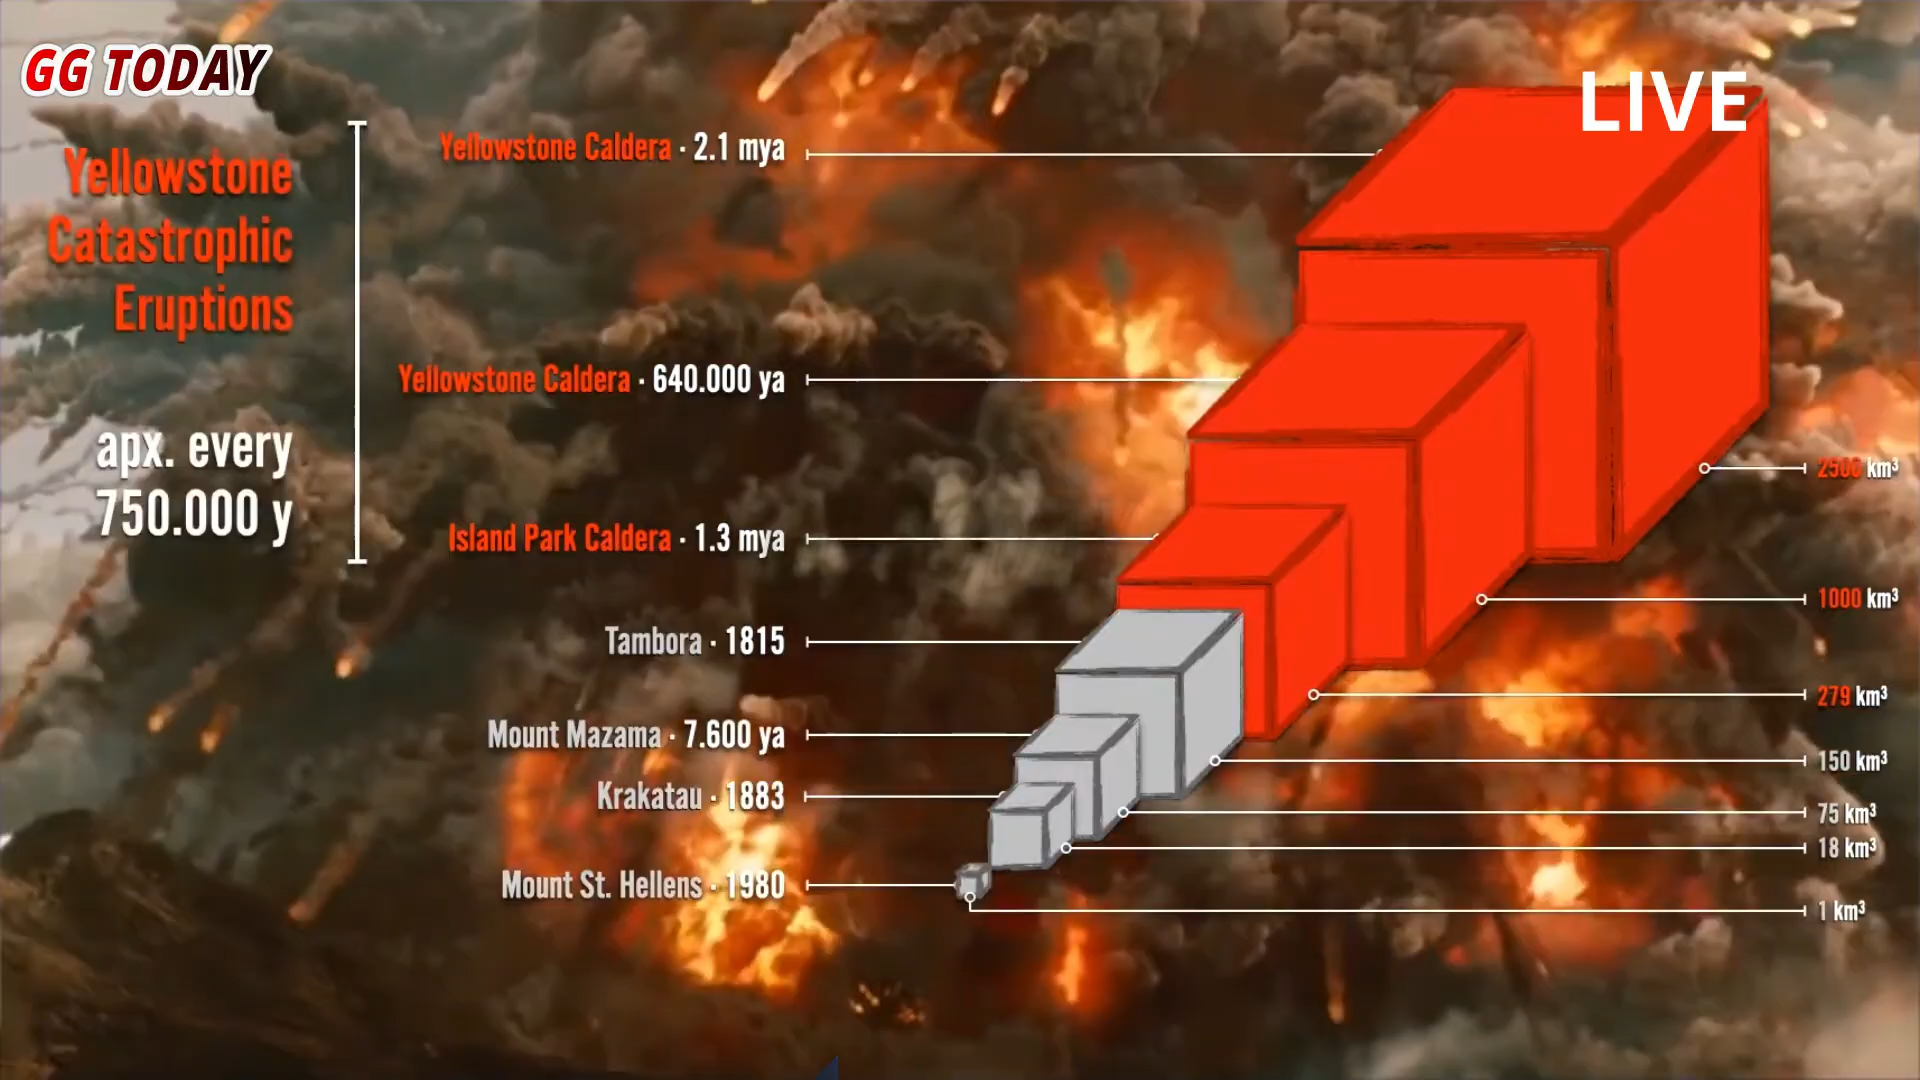 GG TODAY
LIVE
Yellowstone
Catastrophic
Eruptions
apx. every
750.000 y
Yellowstone Caldera · 2.1 mya
2500 km³
Yellowstone Caldera · 640.000 ya
1000 km³
Island Park Caldera · 1.3 mya
279 km³
Tambora · 1815
150 km³
Mount Mazama · 7.600 ya
75 km³
Krakatau · 1883
18 km³
Mount St. Hellens · 1980
1 km³